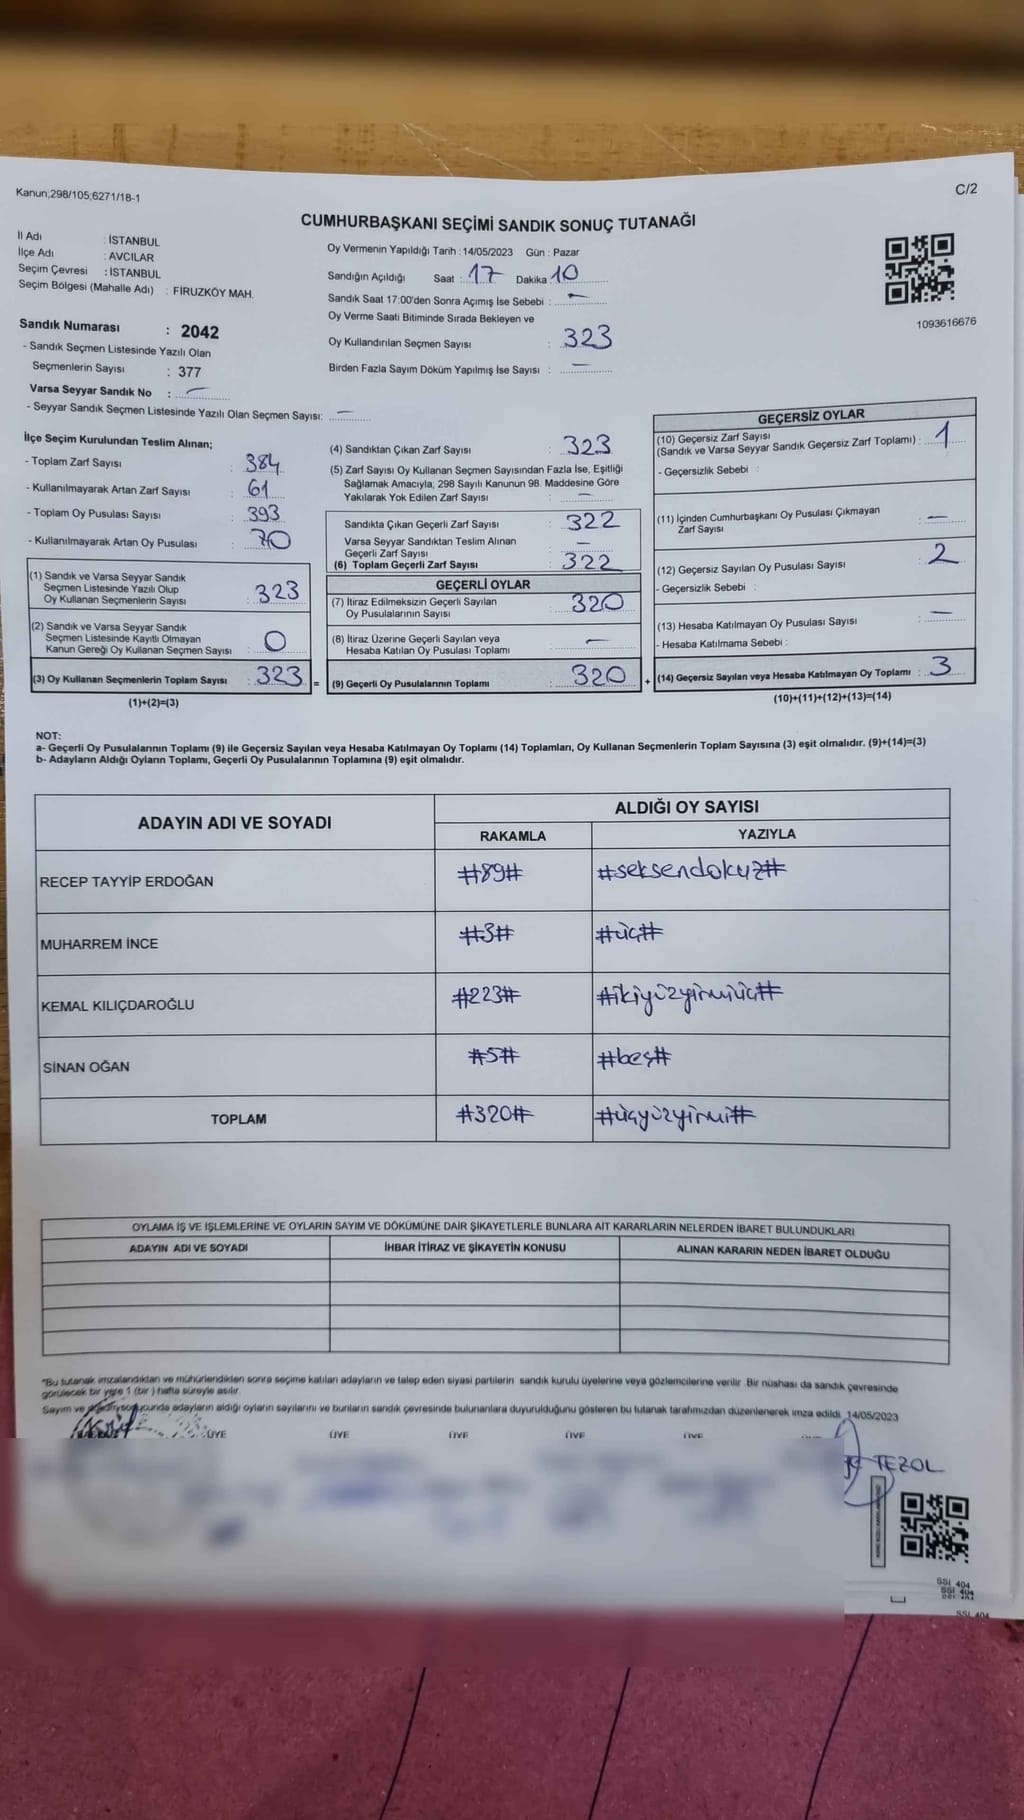 Kanun;298/105;6271/18-1
C/2
CUMHURBAŞKANI SEÇİMİ SANDIK SONUÇ TUTANAĞI
İl Adı : İSTANBUL
İlçe Adı : AVCILAR
Seçim Çevresi : İSTANBUL
Seçim Bölgesi (Mahalle Adı) : FİRUZKÖY MAH.
Oy Vermenin Yapıldığı Tarih : 14/05/2023 Gün : Pazar
Sandığın Açıldığı Saat : 17 Dakika 10
Sandık Saat 17:00'den Sonra Açımış İse Sebebi : —
Oy Verme Saati Bitiminde Sırada Bekleyen ve
Oy Kullandırılan Seçmen Sayısı : 323
Birden Fazla Sayım Döküm Yapılmış İse Sayısı : —
1093616676
Sandık Numarası : 2042
- Sandık Seçmen Listesinde Yazılı Olan
Seçmenlerin Sayısı : 377
Varsa Seyyar Sandık No : —
- Seyyar Sandık Seçmen Listesinde Yazılı Olan Seçmen Sayısı: —
İlçe Seçim Kurulundan Teslim Alınan;
- Toplam Zarf Sayısı : 384
- Kullanılmayarak Artan Zarf Sayısı : 61
- Toplam Oy Pusulası Sayısı : 393
- Kullanılmayarak Artan Oy Pusulası : 70
(1) Sandık ve Varsa Seyyar Sandık
Seçmen Listesinde Yazılı Olup
Oy Kullanan Seçmenlerin Sayısı : 323
(2) Sandık ve Varsa Seyyar Sandık
Seçmen Listesinde Kayıtlı Olmayan
Kanun Gereği Oy Kullanan Seçmen Sayısı : 0
(3) Oy Kullanan Seçmenlerin Toplam Sayısı : 323 =
(1)+(2)=(3)
(4) Sandıktan Çıkan Zarf Sayısı : 323
(5) Zarf Sayısı Oy Kullanan Seçmen Sayısından Fazla İse, Eşitliği
Sağlamak Amacıyla; 298 Sayılı Kanunun 98. Maddesine Göre
Yakılarak Yok Edilen Zarf Sayısı : —
Sandıkta Çıkan Geçerli Zarf Sayısı : 322
Varsa Seyyar Sandıktan Teslim Alınan
Geçerli Zarf Sayısı : —
(6) Toplam Geçerli Zarf Sayısı : 322
GEÇERLİ OYLAR
(7) İtiraz Edilmeksizin Geçerli Sayılan
Oy Pusulalarının Sayısı : 320
(8) İtiraz Üzerine Geçerli Sayılan veya
Hesaba Katılan Oy Pusulası Toplamı : —
(9) Geçerli Oy Pusulalarının Toplamı : 320 +
GEÇERSİZ OYLAR
(10) Geçersiz Zarf Sayısı
(Sandık ve Varsa Seyyar Sandık Geçersiz Zarf Toplamı) : 1
- Geçersizlik Sebebi :
(11) İçinden Cumhurbaşkanı Oy Pusulası Çıkmayan
Zarf Sayısı : —
(12) Geçersiz Sayılan Oy Pusulası Sayısı : 2
- Geçersizlik Sebebi :
(13) Hesaba Katılmayan Oy Pusulası Sayısı : —
- Hesaba Katılmama Sebebi :
(14) Geçersiz Sayılan veya Hesaba Katılmayan Oy Toplamı : 3
(10)+(11)+(12)+(13)=(14)
NOT:
a- Geçerli Oy Pusulalarının Toplamı (9) ile Geçersiz Sayılan veya Hesaba Katılmayan Oy Toplamı (14) Toplamları, Oy Kullanan Seçmenlerin Toplam Sayısına (3) eşit olmalıdır. (9)+(14)=(3)
b- Adayların Aldığı Oyların Toplamı, Geçerli Oy Pusulalarının Toplamına (9) eşit olmalıdır.
ADAYIN ADI VE SOYADI ALDIĞI OY SAYISI
RAKAMLA YAZIYLA
RECEP TAYYİP ERDOĞAN #89# #seksendokuz#
MUHARREM İNCE #3# #üç#
KEMAL KILIÇDAROĞLU #223# #ikiyüzyirmiüç#
SİNAN OĞAN #5# #beş#
TOPLAM #320# #üçyüzyirmi#
OYLAMA İŞ VE İŞLEMLERİNE VE OYLARIN SAYIM VE DÖKÜMÜNE DAİR ŞİKAYETLERLE BUNLARA AİT KARARLARIN NELERDEN İBARET BULUNDUKLARI
ADAYIN ADI VE SOYADI İHBAR İTİRAZ VE ŞİKAYETİN KONUSU ALINAN KARARIN NEDEN İBARET OLDUĞU
"Bu tutanak imzalandıktan ve mühürlendikten sonra seçime katılan adayların ve talep eden siyasi partilerin sandık kurulu üyelerine veya gözlemcilerine verilir. Bir nüshası da sandık çevresinde
görülecek bir yere 1 (bir ) hafta süreyle asılır.
Sayım ve sonucunda adayların aldığı oyların sayılarını ve bunların sandık çevresinde bulunanlara duyurulduğunu gösteren bu tutanak tarafımızdan düzenlenerek imza edildi. 14/05/2023
ÜYE ÜYE ÜYE ÜYE ÜYE
TEZOL
SSİ 404
SSİ 404
SSİ 404